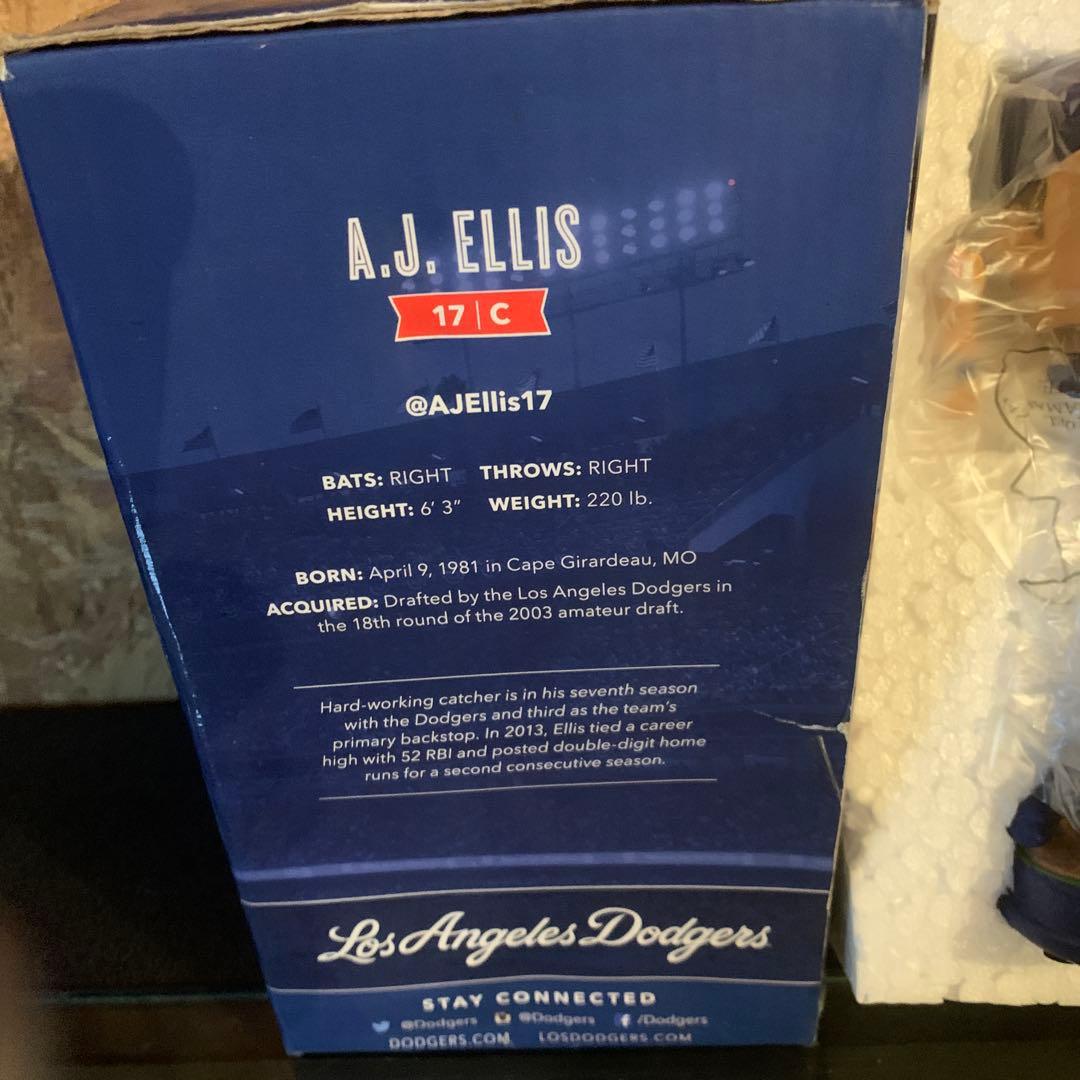 A.J. ELLIS
17 | C
@AJEllis17
BATS: RIGHT THROWS: RIGHT
HEIGHT: 6' 3" WEIGHT: 220 lb.
BORN: April 9, 1981 in Cape Girardeau, MO
ACQUIRED: Drafted by the Los Angeles Dodgers in
the 18th round of the 2003 amateur draft.
Hard-working catcher is in his seventh season
with the Dodgers and third as the team's
primary backstop. In 2013, Ellis tied a career
high with 52 RBI and posted double-digit home
runs for a second consecutive season.
Los Angeles Dodgers
STAY CONNECTED
@Dodgers @Dodgers /Dodgers
DODGERS.COM LOSDODGERS.COM